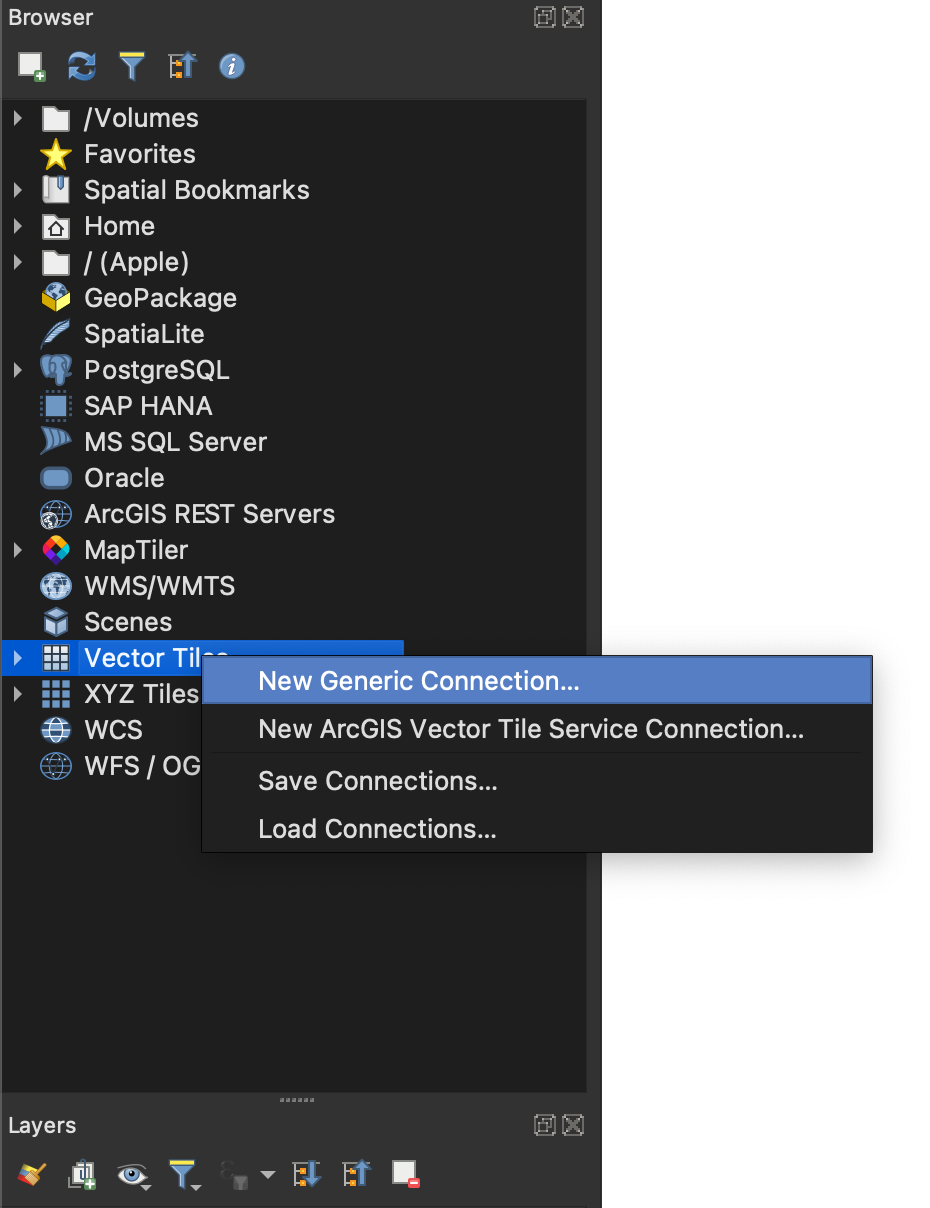 Browser
/Volumes
Favorites
Spatial Bookmarks
Home
/ (Apple)
GeoPackage
SpatiaLite
PostgreSQL
SAP HANA
MS SQL Server
Oracle
ArcGIS REST Servers
MapTiler
WMS/WMTS
Scenes
Vector
New Generic Connection...
XYZ Tiles
New ArcGIS Vector Tile Service Connection...
WCS
WFS / OG
Save Connections...
Load Connections...
Layers